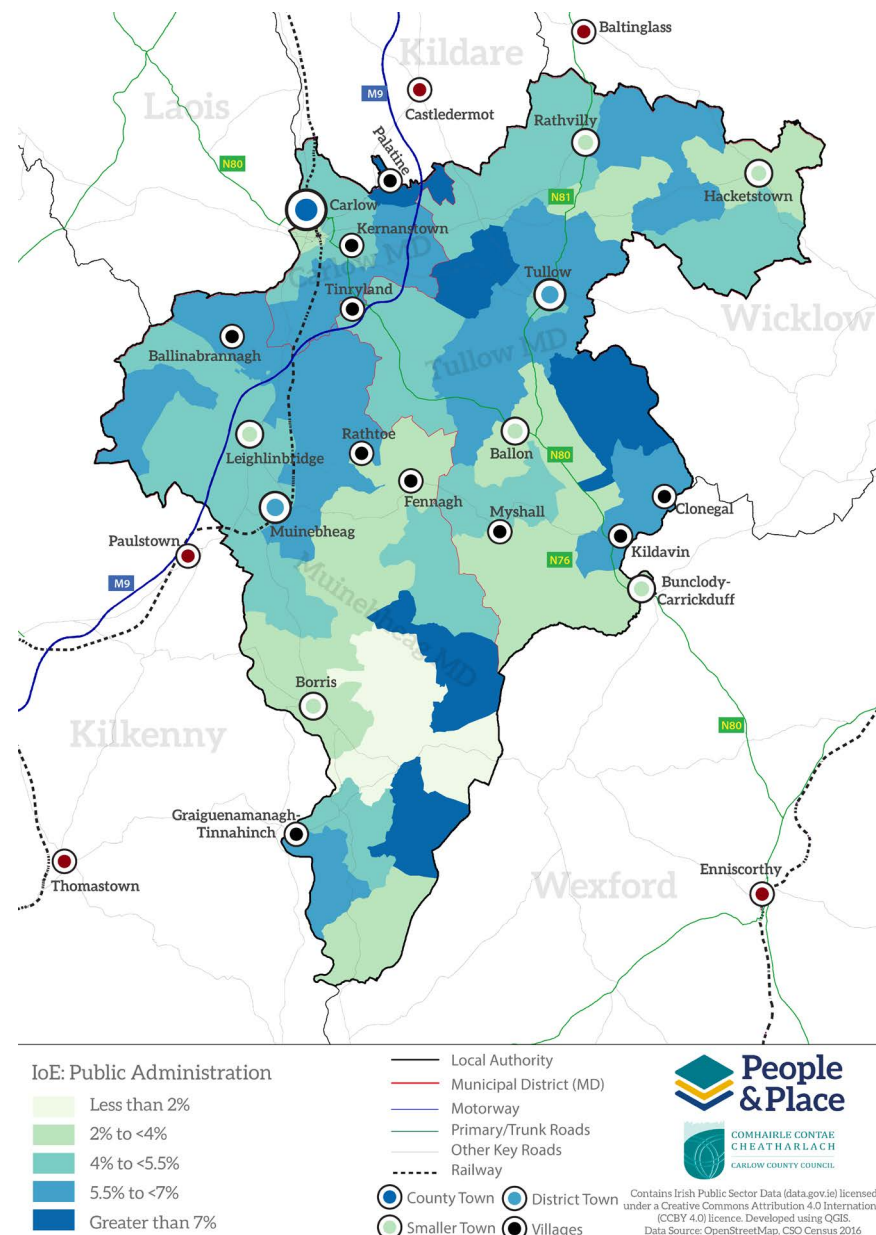 Baltinglass
Kildare
Laois
M9
Castledermot
Palatine
Rathvilly
N80
N81
Hacketstown
Carlow
Kernanstown
Carlow MD
Tinryland
Tullow
Wicklow
Ballinabrannagh
Tullow MD
Leighlinbridge
Rathtoe
Ballon
N80
Fennagh
Clonegal
Muinebheag
Myshall
Paulstown
Kildavin
N76
M9
Bunclody-
Carrickduff
Muinebheag MD
Borris
Kilkenny
N80
Graiguenamanagh-
Tinnahinch
Thomastown
Wexford
Enniscorthy
IoE: Public Administration
Less than 2%
2% to <4%
4% to <5.5%
5.5% to <7%
Greater than 7%
Local Authority
Municipal District (MD)
Motorway
Primary/Trunk Roads
Other Key Roads
Railway
County Town
District Town
Smaller Town
Villages
People
&Place
COMHAIRLE CONTAE
CHEATHARLACH
CARLOW COUNTY COUNCIL
Contains Irish Public Sector Data (data.gov.ie) licensed
under a Creative Commons Attribution 4.0 Internation
(CCBY 4.0) licence. Developed using QGIS.
Data Source: OpenStreetMap, CSO Census 2016